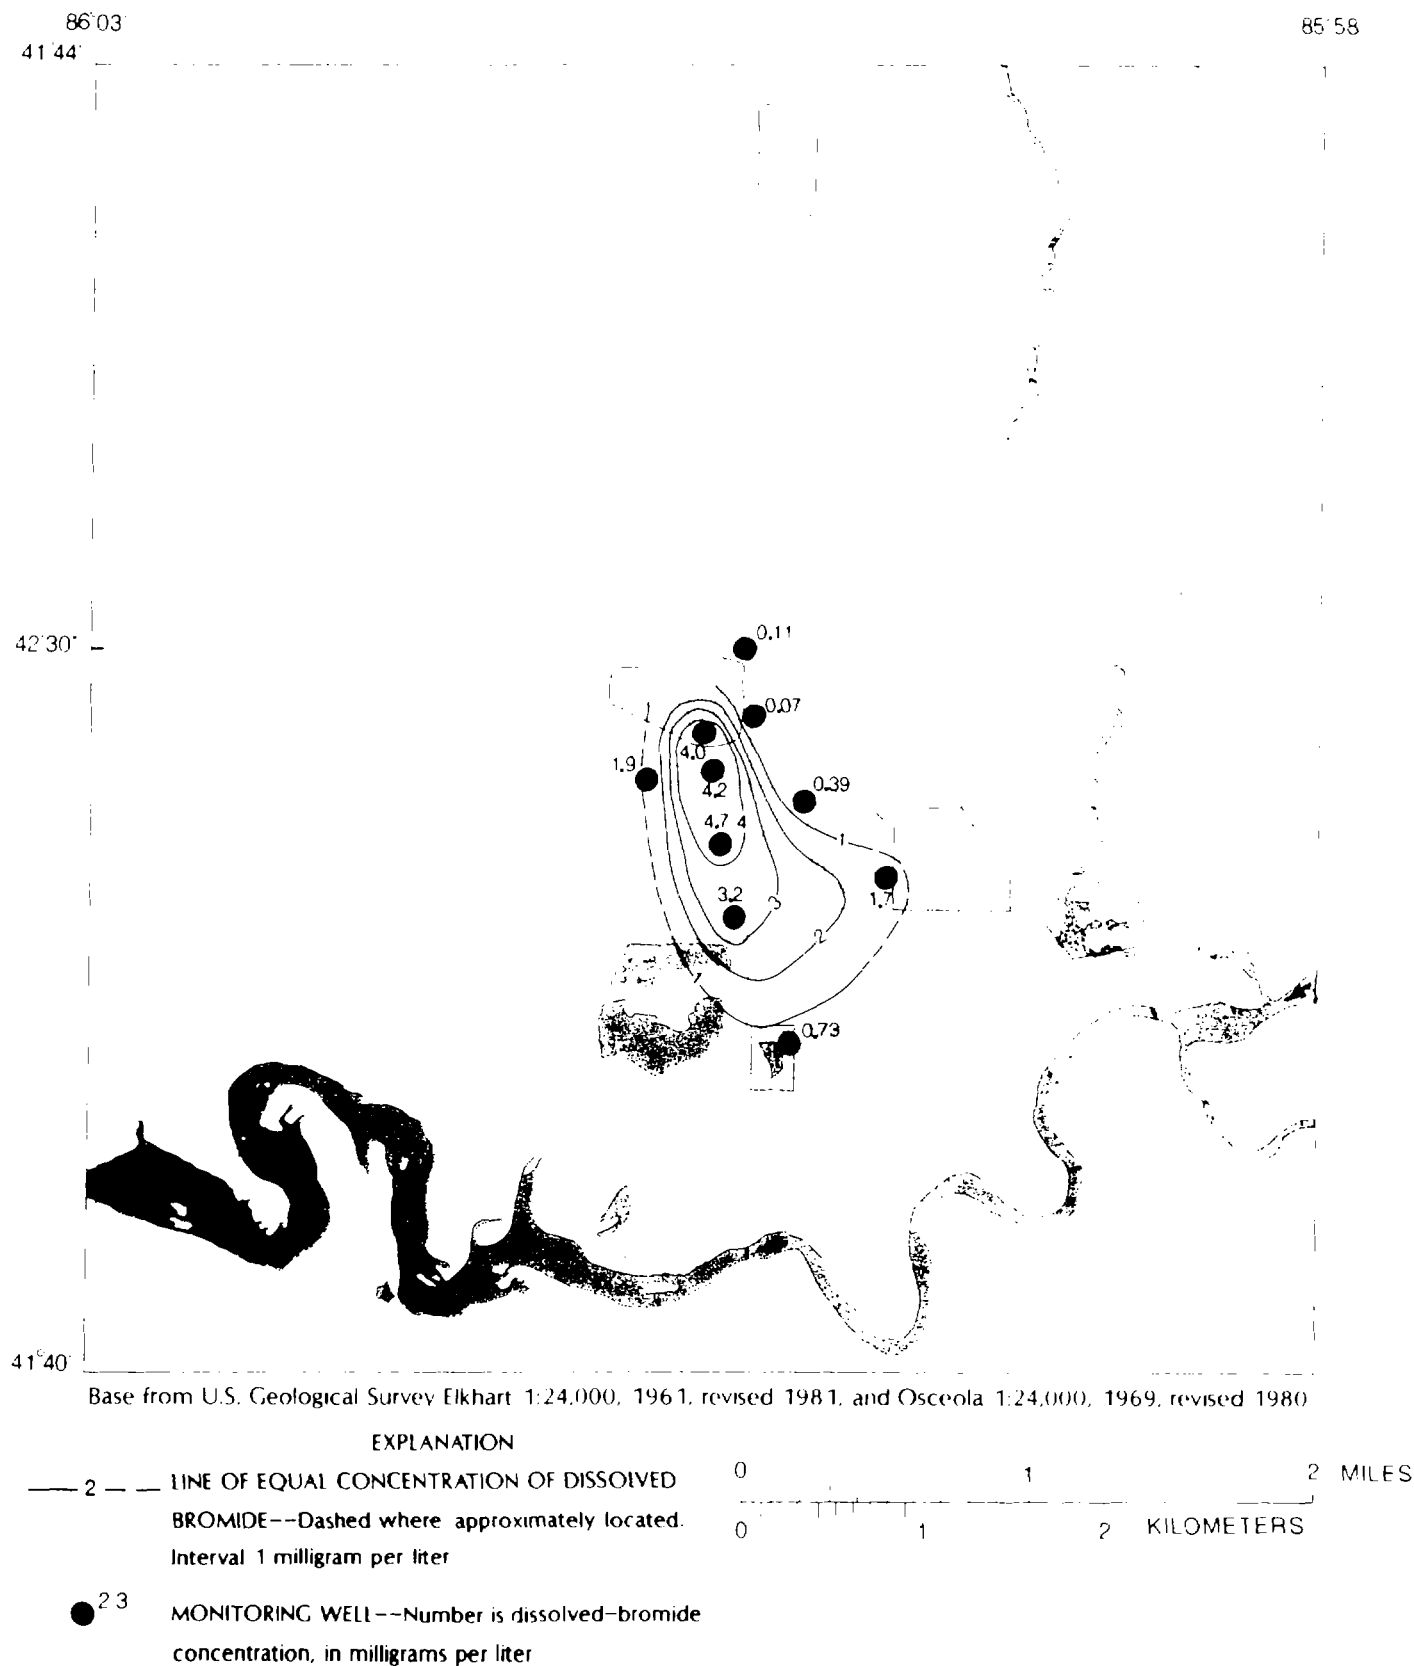 86°03'
85°58'
41°44'
42'30"
0.11
0.07
1
4.0
1.9
4.2
0.39
4.7 4
1
3.2
1.7
3
2
1
0.73
41°40'
Base from U.S. Geological Survey Elkhart 1:24,000, 1961, revised 1981, and Osceola 1:24,000, 1969, revised 1980
EXPLANATION
— 2 — — LINE OF EQUAL CONCENTRATION OF DISSOLVED
BROMIDE--Dashed where approximately located.
Interval 1 milligram per liter
2 3 MONITORING WELL--Number is dissolved-bromide
concentration, in milligrams per liter
0 1 2 MILES
0 1 2 KILOMETERS